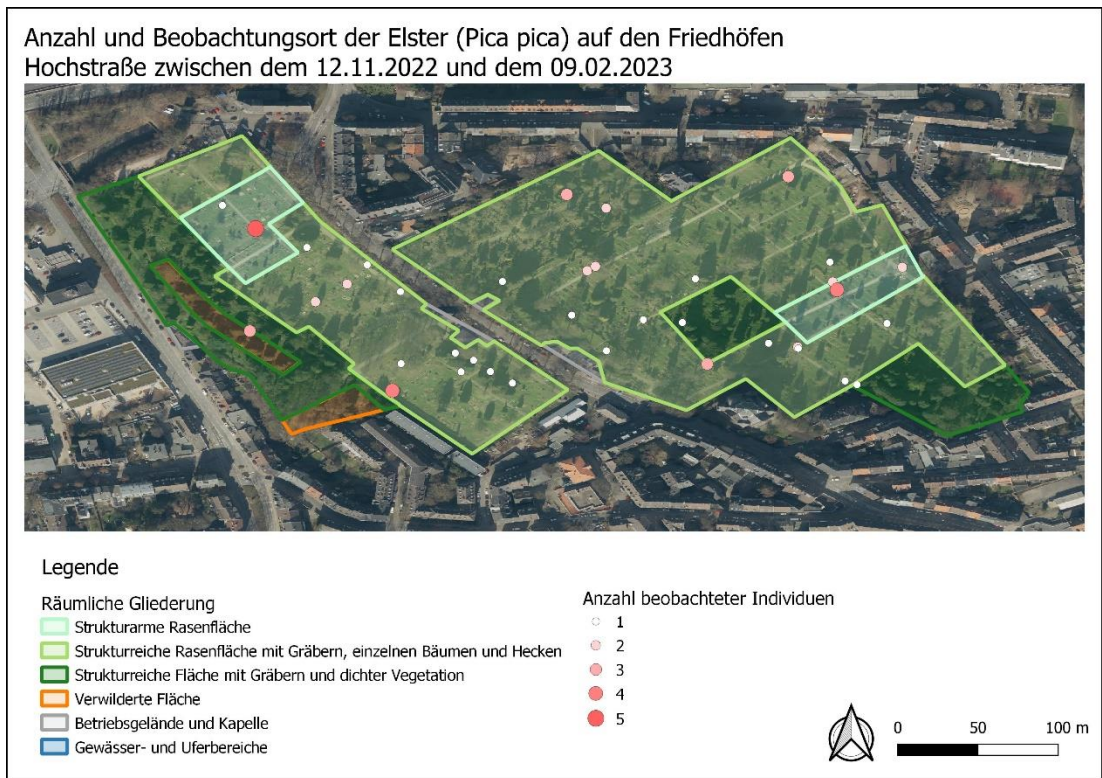 Anzahl und Beobachtungsort der Elster (Pica pica) auf den Friedhöfen
Hochstraße zwischen dem 12.11.2022 und dem 09.02.2023
Legende
Räumliche Gliederung
Strukturarme Rasenfläche
Strukturreiche Rasenfläche mit Gräbern, einzelnen Bäumen und Hecken
Strukturreiche Fläche mit Gräbern und dichter Vegetation
Verwilderte Fläche
Betriebsgelände und Kapelle
Gewässer- und Uferbereiche
Anzahl beobachteter Individuen
1
2
3
4
5
0 50 100 m